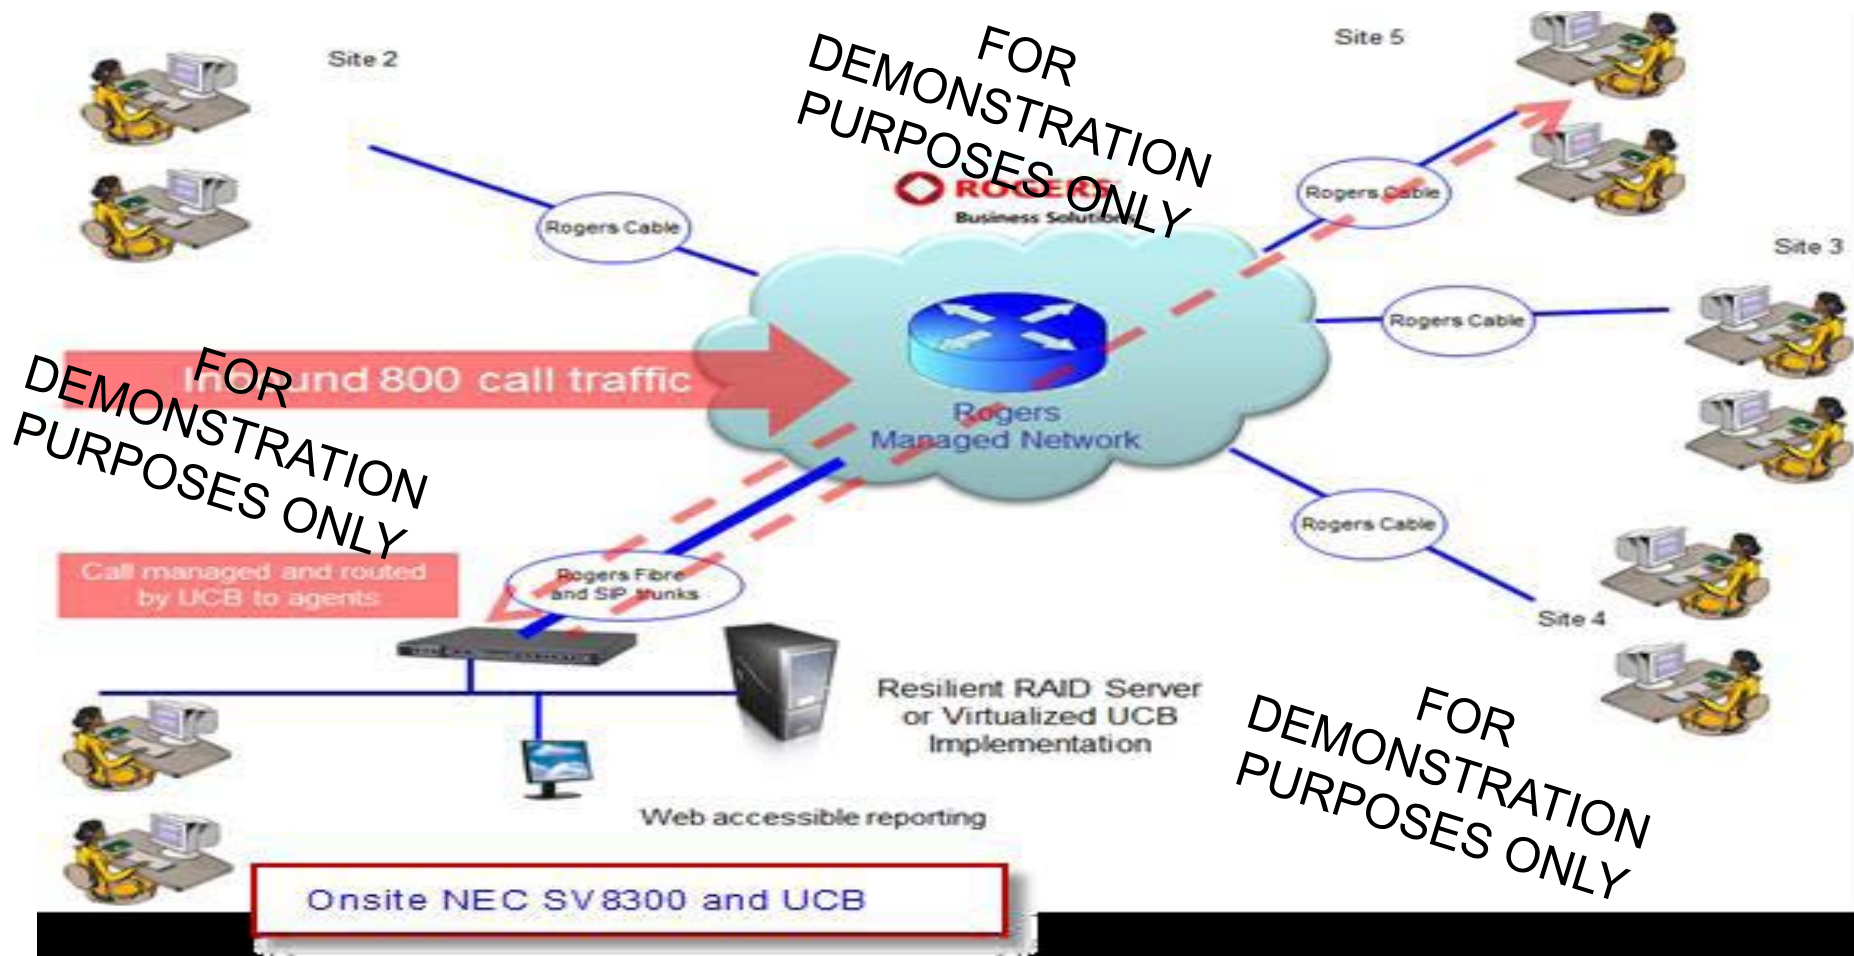 Site 2
FOR
DEMONSTRATION
PURPOSES ONLY
Site 5
Rogers Cable
ROGERS
Business Solutions
Rogers Cable
Site 3
Rogers Cable
Inbound 800 call traffic
FOR
DEMONSTRATION
PURPOSES ONLY
Rogers
Managed Network
Rogers Cable
Call managed and routed
by UCB to agents
Rogers Fibre
and SIP trunks
Site 4
Resilient RAID Server
or Virtualized UCB
Implementation
FOR
DEMONSTRATION
PURPOSES ONLY
Web accessible reporting
Onsite NEC SV8300 and UCB